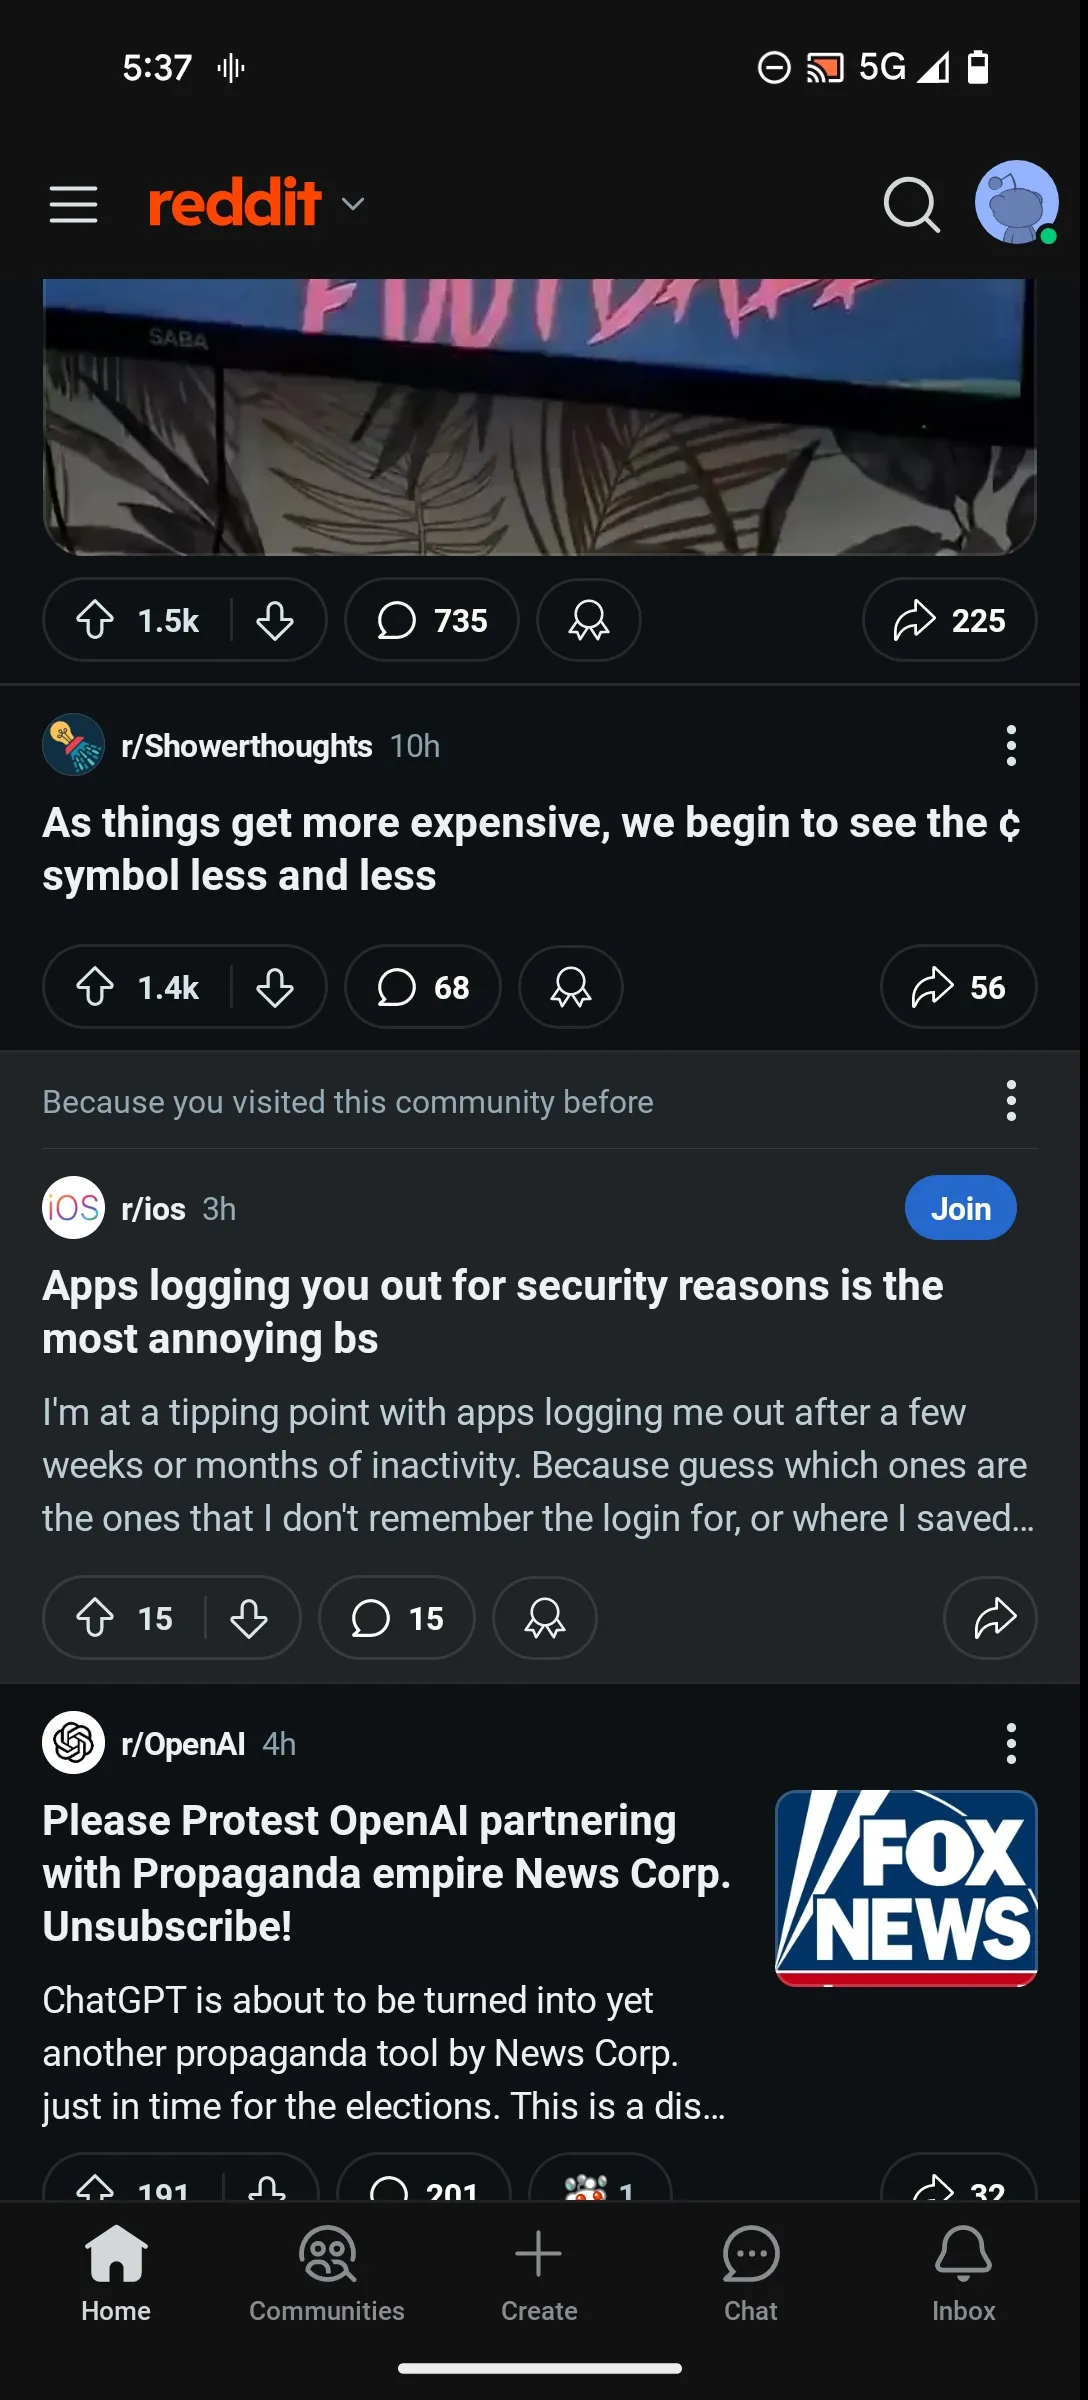 5:37
5G
reddit
SABA
1.5k
735
225
r/Showerthoughts 10h
As things get more expensive, we begin to see the ¢
symbol less and less
1.4k
68
56
Because you visited this community before
iOS r/ios 3h
Join
Apps logging you out for security reasons is the
most annoying bs
I'm at a tipping point with apps logging me out after a few
weeks or months of inactivity. Because guess which ones are
the ones that I don't remember the login for, or where I saved...
15
15
r/OpenAI 4h
Please Protest OpenAI partnering
with Propaganda empire News Corp.
Unsubscribe!
FOX
NEWS
ChatGPT is about to be turned into yet
another propaganda tool by News Corp.
just in time for the elections. This is a dis...
191
201
1
32
Home
Communities
Create
Chat
Inbox